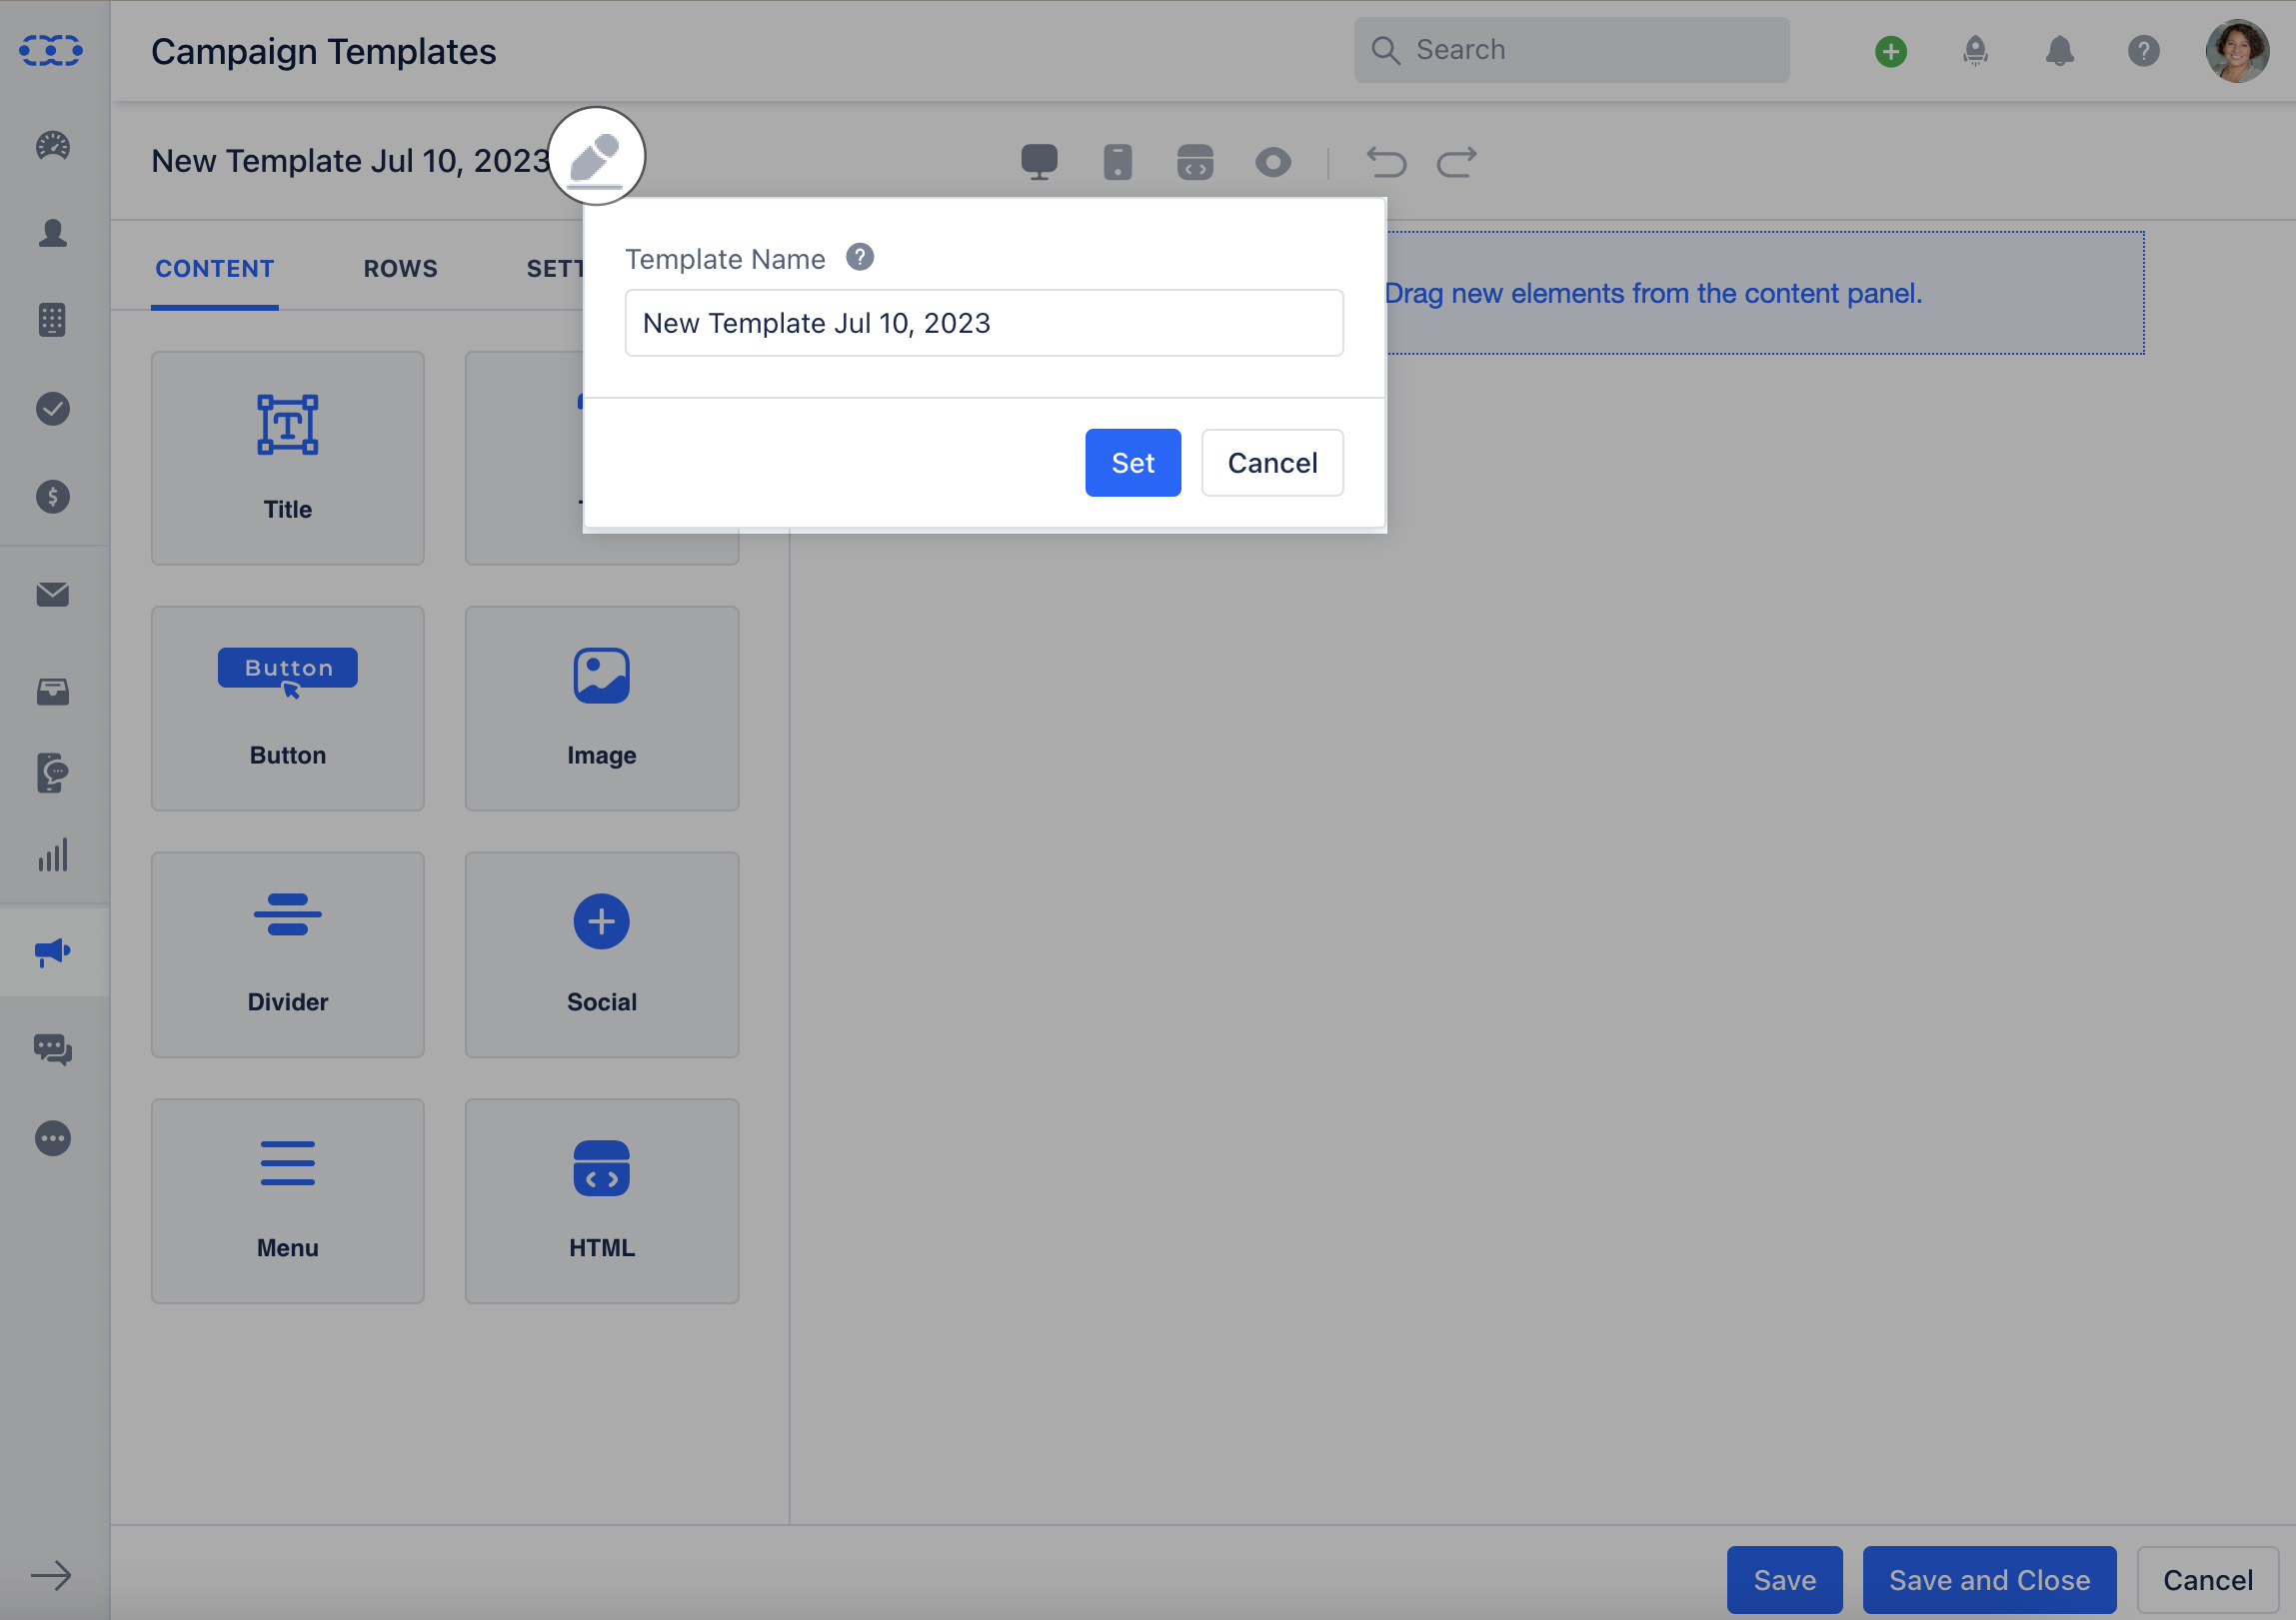 Campaign Templates
Search
New Template Jul 10, 2023
CONTENT
ROWS
Template Name
New Template Jul 10, 2023
Set
Cancel
Drag new elements from the content panel.
Title
Button
Button
Image
Divider
Social
Menu
HTML
Save
Save and Close
Cancel